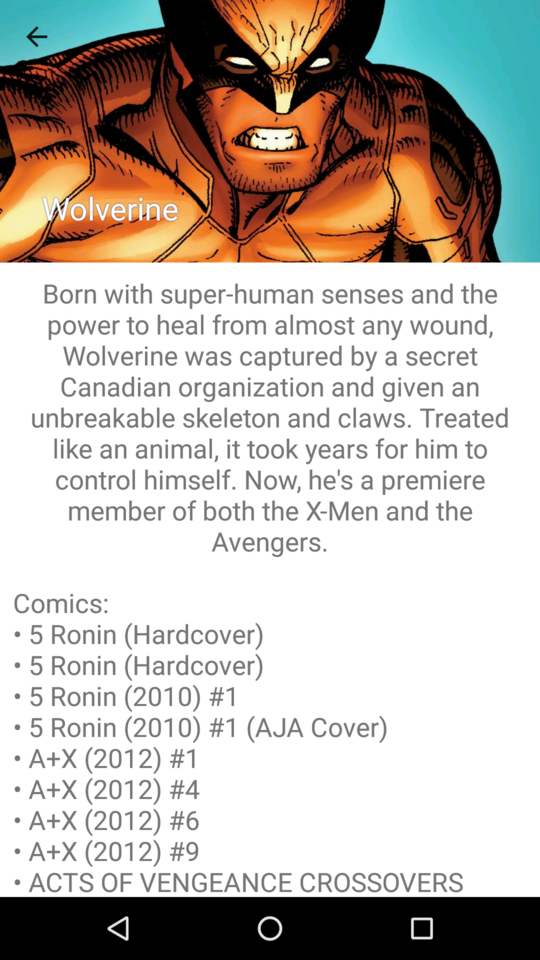 Wolverine
Born with super-human senses and the
power to heal from almost any wound,
Wolverine was captured by a secret
Canadian organization and given an
unbreakable skeleton and claws. Treated
like an animal, it took years for him to
control himself. Now, he's a premiere
member of both the X-Men and the
Avengers.
Comics:
• 5 Ronin (Hardcover)
• 5 Ronin (Hardcover)
• 5 Ronin (2010) #1
• 5 Ronin (2010) #1 (AJA Cover)
• A+X (2012) #1
• A+X (2012) #4
• A+X (2012) #6
• A+X (2012) #9
• ACTS OF VENGEANCE CROSSOVERS